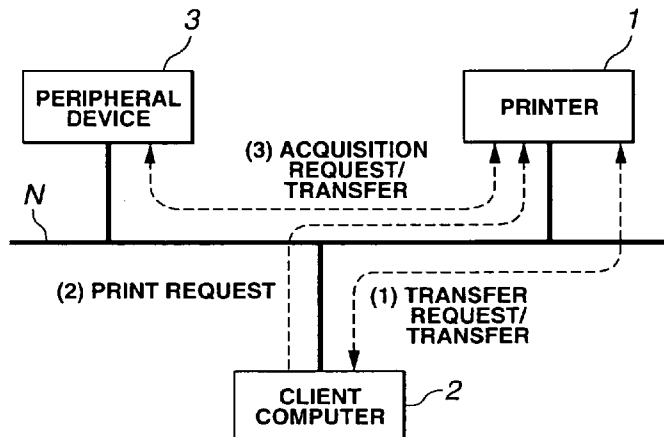 3
PERIPHERAL
DEVICE
1
PRINTER
(3) ACQUISITION
REQUEST/
TRANSFER
N
(2) PRINT REQUEST
(1) TRANSFER
REQUEST/
TRANSFER
CLIENT
COMPUTER
2